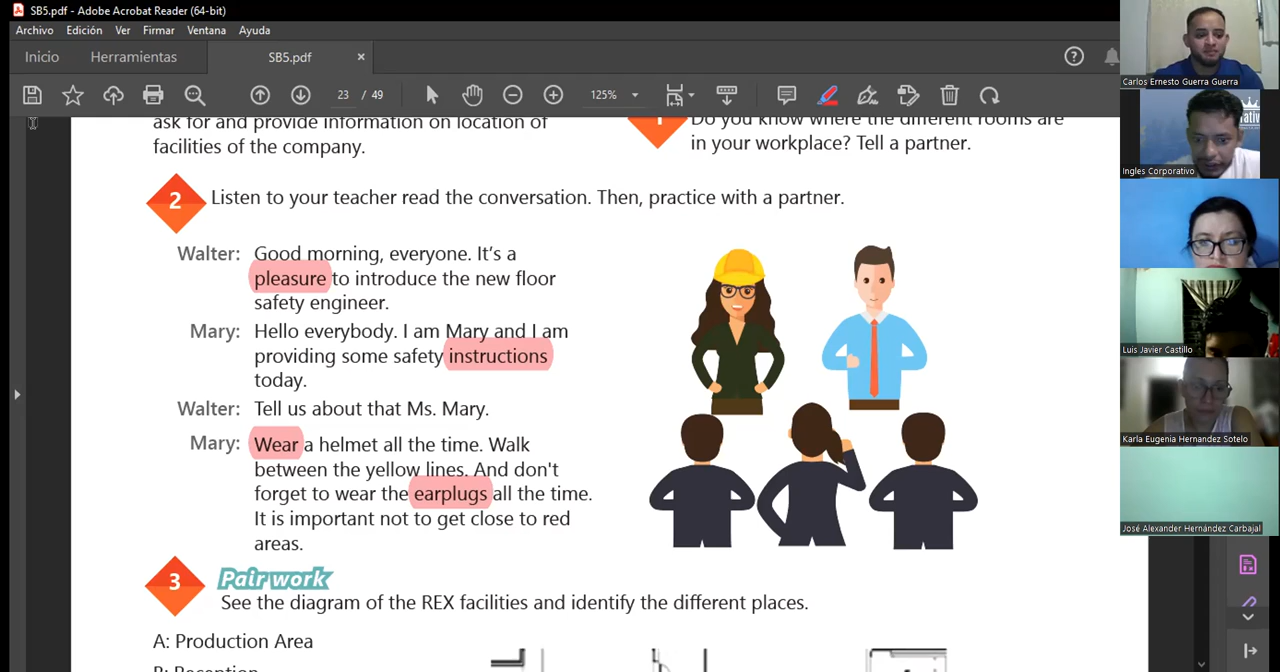 SB5.pdf - Adobe Acrobat Reader (64-bit)
Archivo Edición Ver Firmar Ventana Ayuda
Inicio Herramientas SB5.pdf ×
23 / 49 125%
ask for and provide information on location of
facilities of the company.
1 Do you know where the different rooms are
in your workplace? Tell a partner.
2 Listen to your teacher read the conversation. Then, practice with a partner.
Walter: Good morning, everyone. It's a
pleasure to introduce the new floor
safety engineer.
Mary: Hello everybody. I am Mary and I am
providing some safety instructions
today.
Walter: Tell us about that Ms. Mary.
Mary: Wear a helmet all the time. Walk
between the yellow lines. And don't
forget to wear the earplugs all the time.
It is important not to get close to red
areas.
3 Pair work
See the diagram of the REX facilities and identify the different places.
A: Production Area
B: Reception
Carlos Ernesto Guerra Guerra
Ingles Corporativo
Luis Javier Castillo
Karla Eugenia Hernandez Sotelo
José Alexander Hernández Carbajal